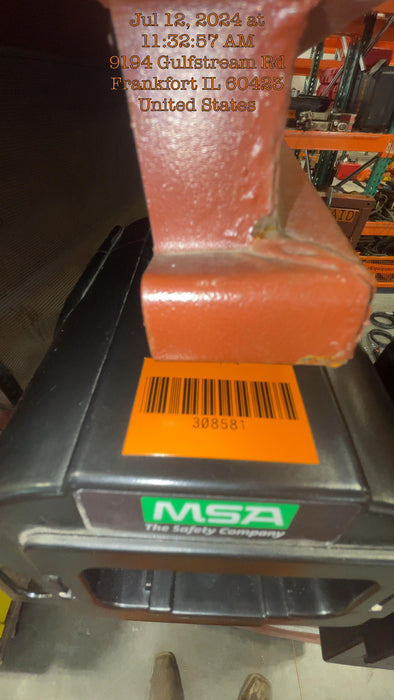 Jul 12, 2024 at
11:32:57 AM
9194 Gulfstream Rd
Frankfort IL 60423
United States
AID
308581
MSA
The Safety Company